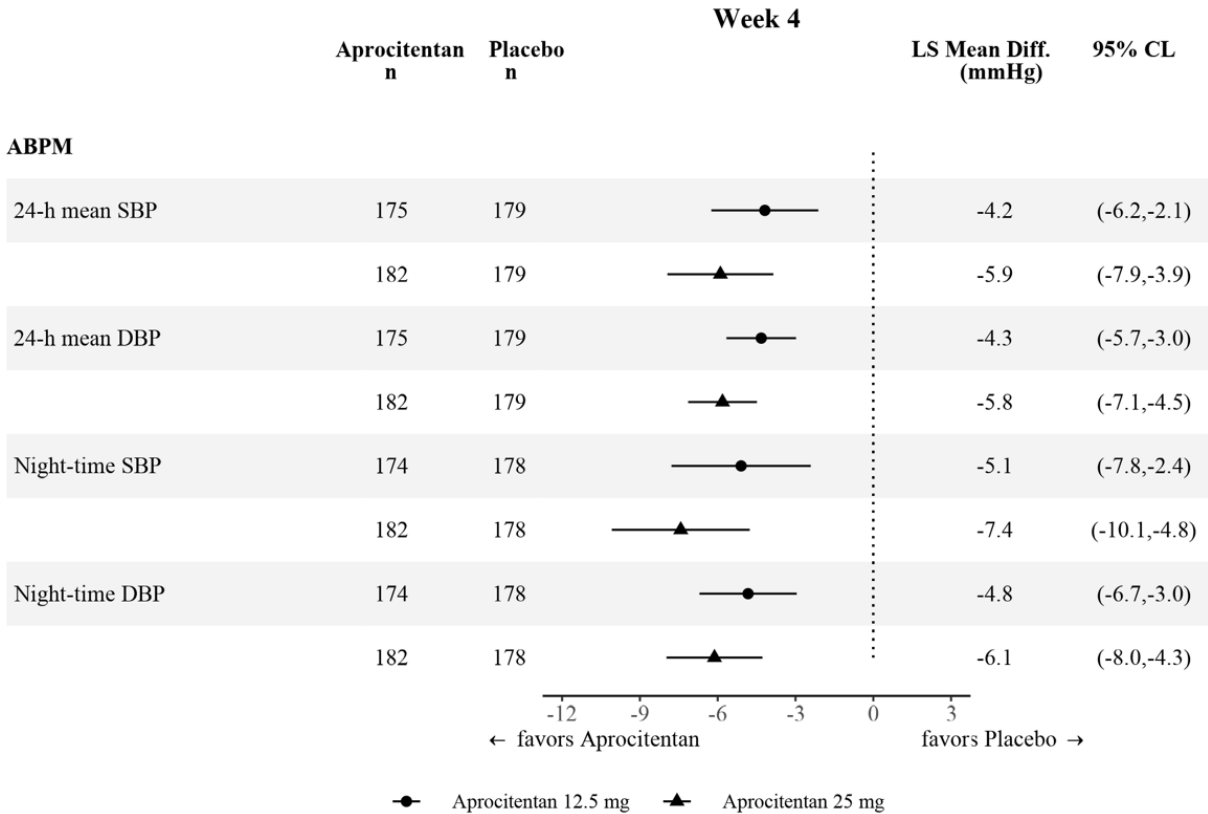 Week 4
Aprocitentan Placebo LS Mean Diff. 95% CL
n n (mmHg)
ABPM
24-h mean SBP 175 179 -4.2 (-6.2,-2.1)
182 179 -5.9 (-7.9,-3.9)
24-h mean DBP 175 179 -4.3 (-5.7,-3.0)
182 179 -5.8 (-7.1,-4.5)
Night-time SBP 174 178 -5.1 (-7.8,-2.4)
182 178 -7.4 (-10.1,-4.8)
Night-time DBP 174 178 -4.8 (-6.7,-3.0)
182 178 -6.1 (-8.0,-4.3)
-12 -9 -6 -3 0 3
← favors Aprocitentan favors Placebo →
Aprocitentan 12.5 mg Aprocitentan 25 mg